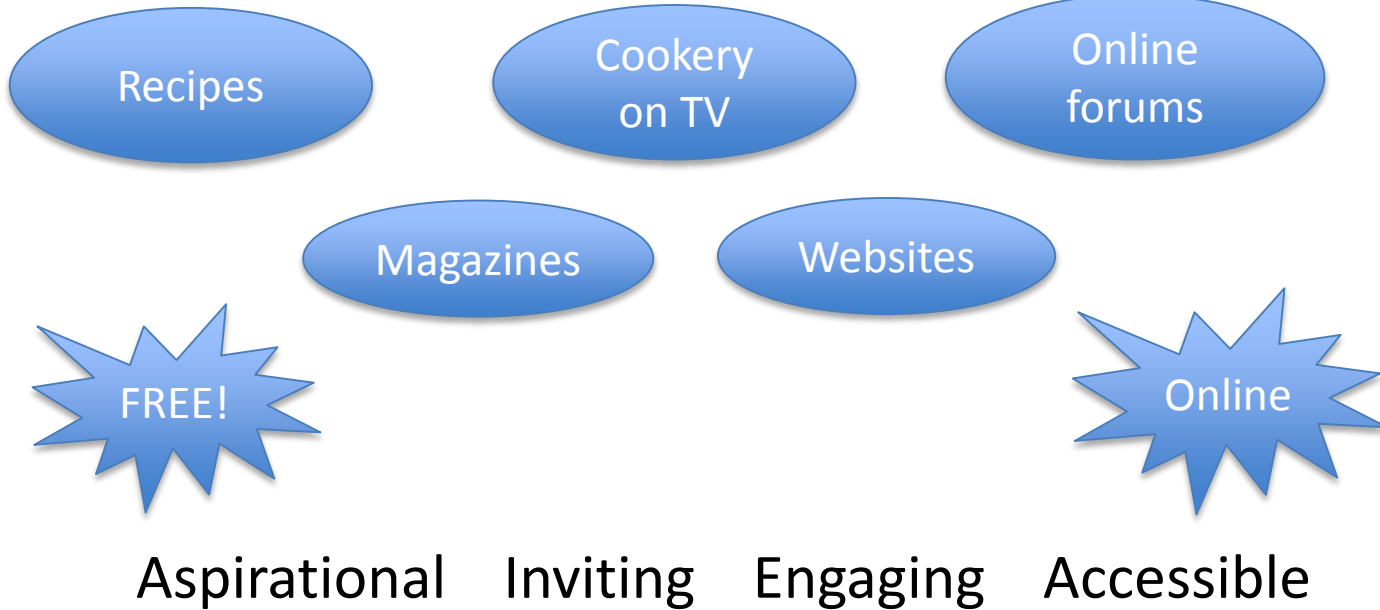 Recipes
Cookery
on TV
Online
forums
Magazines
Websites
FREE!
Online
Aspirational Inviting Engaging Accessible